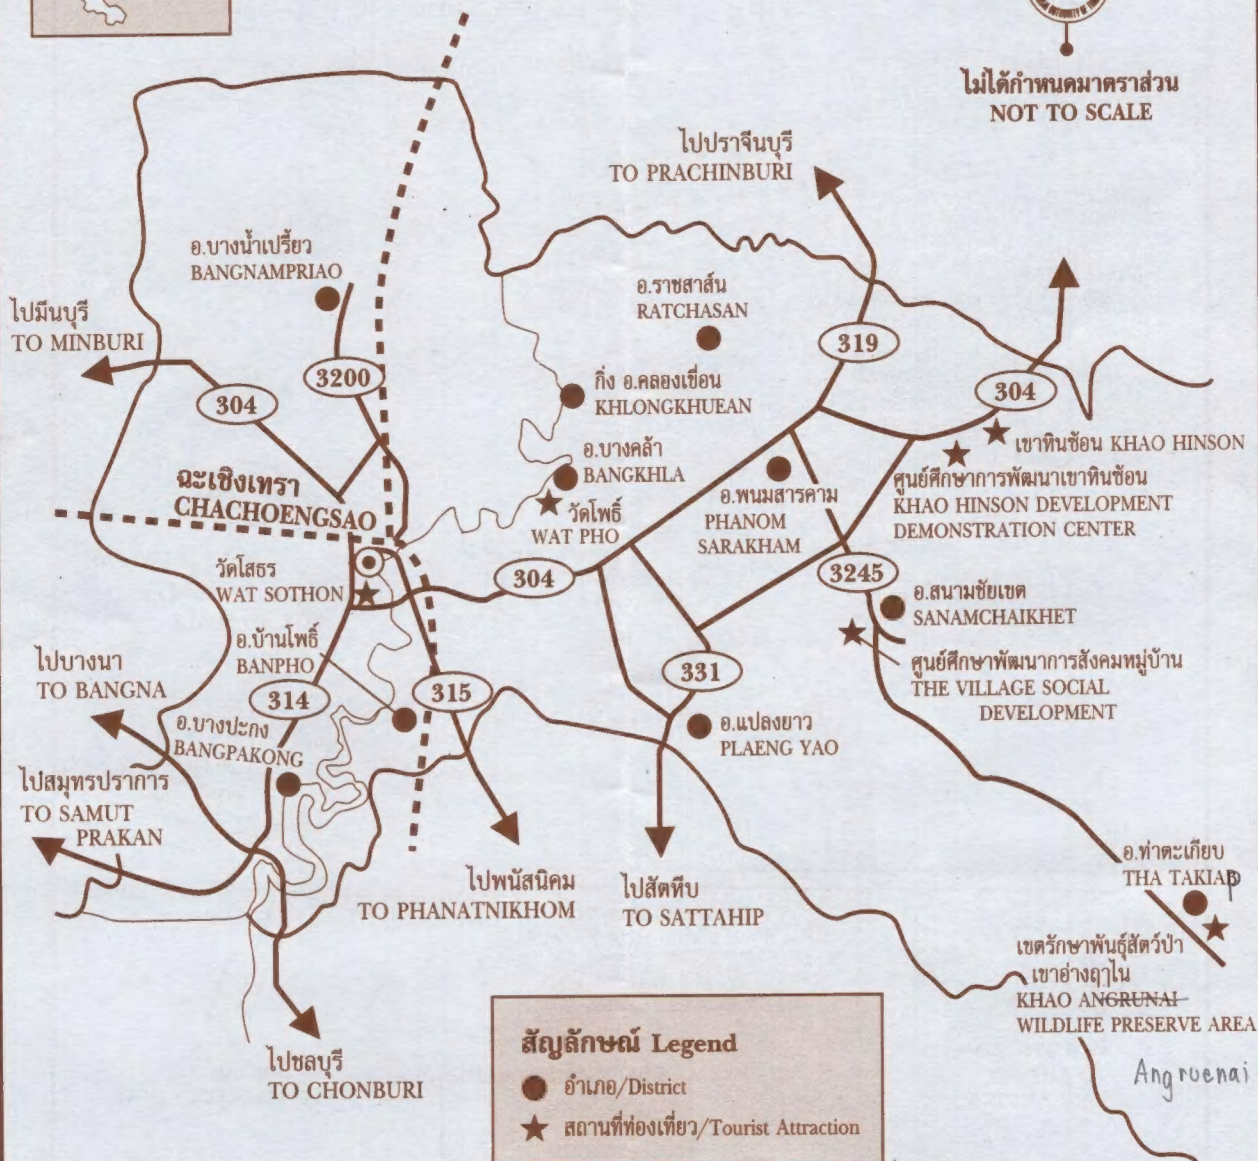 ไม่ได้กำหนดมาตราส่วน
NOT TO SCALE
ไปปราจีนบุรี
TO PRACHINBURI
อ.บางน้ำเปรี้ยว
BANGNAMPRIAO
อ.ราชสาส์น
RATCHASAN
ไปมีนบุรี
TO MINBURI
319
3200
304
304
กิ่ง อ.คลองเขื่อน
KHLONGKHUEAN
เขาหินซ้อน KHAO HINSON
อ.บางคล้า
BANGKHLA
ฉะเชิงเทรา
CHACHOENGSAO
วัดโพธิ์
WAT PHO
อ.พนมสารคาม
PHANOM
SARAKHAM
ศูนย์ศึกษาการพัฒนาเขาหินซ้อน
KHAO HINSON DEVELOPMENT
DEMONSTRATION CENTER
วัดโสธร
WAT SOTHON
304
3245
อ.สนามชัยเขต
SANAMCHAIKHET
อ.บ้านโพธิ์
BANPHO
ไปบางนา
TO BANGNA
314
315
331
ศูนย์ศึกษาพัฒนาการสังคมหมู่บ้าน
THE VILLAGE SOCIAL
DEVELOPMENT
อ.บางปะกง
BANGPAKONG
อ.แปลงยาว
PLAENG YAO
ไปสมุทรปราการ
TO SAMUT
PRAKAN
อ.ท่าตะเกียบ
THA TAKIAP
ไปพนัสนิคม
TO PHANATNIKHOM
ไปสัตหีบ
TO SATTAHIP
เขตรักษาพันธุ์สัตว์ป่า
เขาอ่างฤๅไน
KHAO ANGRUNAI
WILDLIFE PRESERVE AREA
Angruenai
ไปชลบุรี
TO CHONBURI
สัญลักษณ์ Legend
อำเภอ/District
สถานที่ท่องเที่ยว/Tourist Attraction